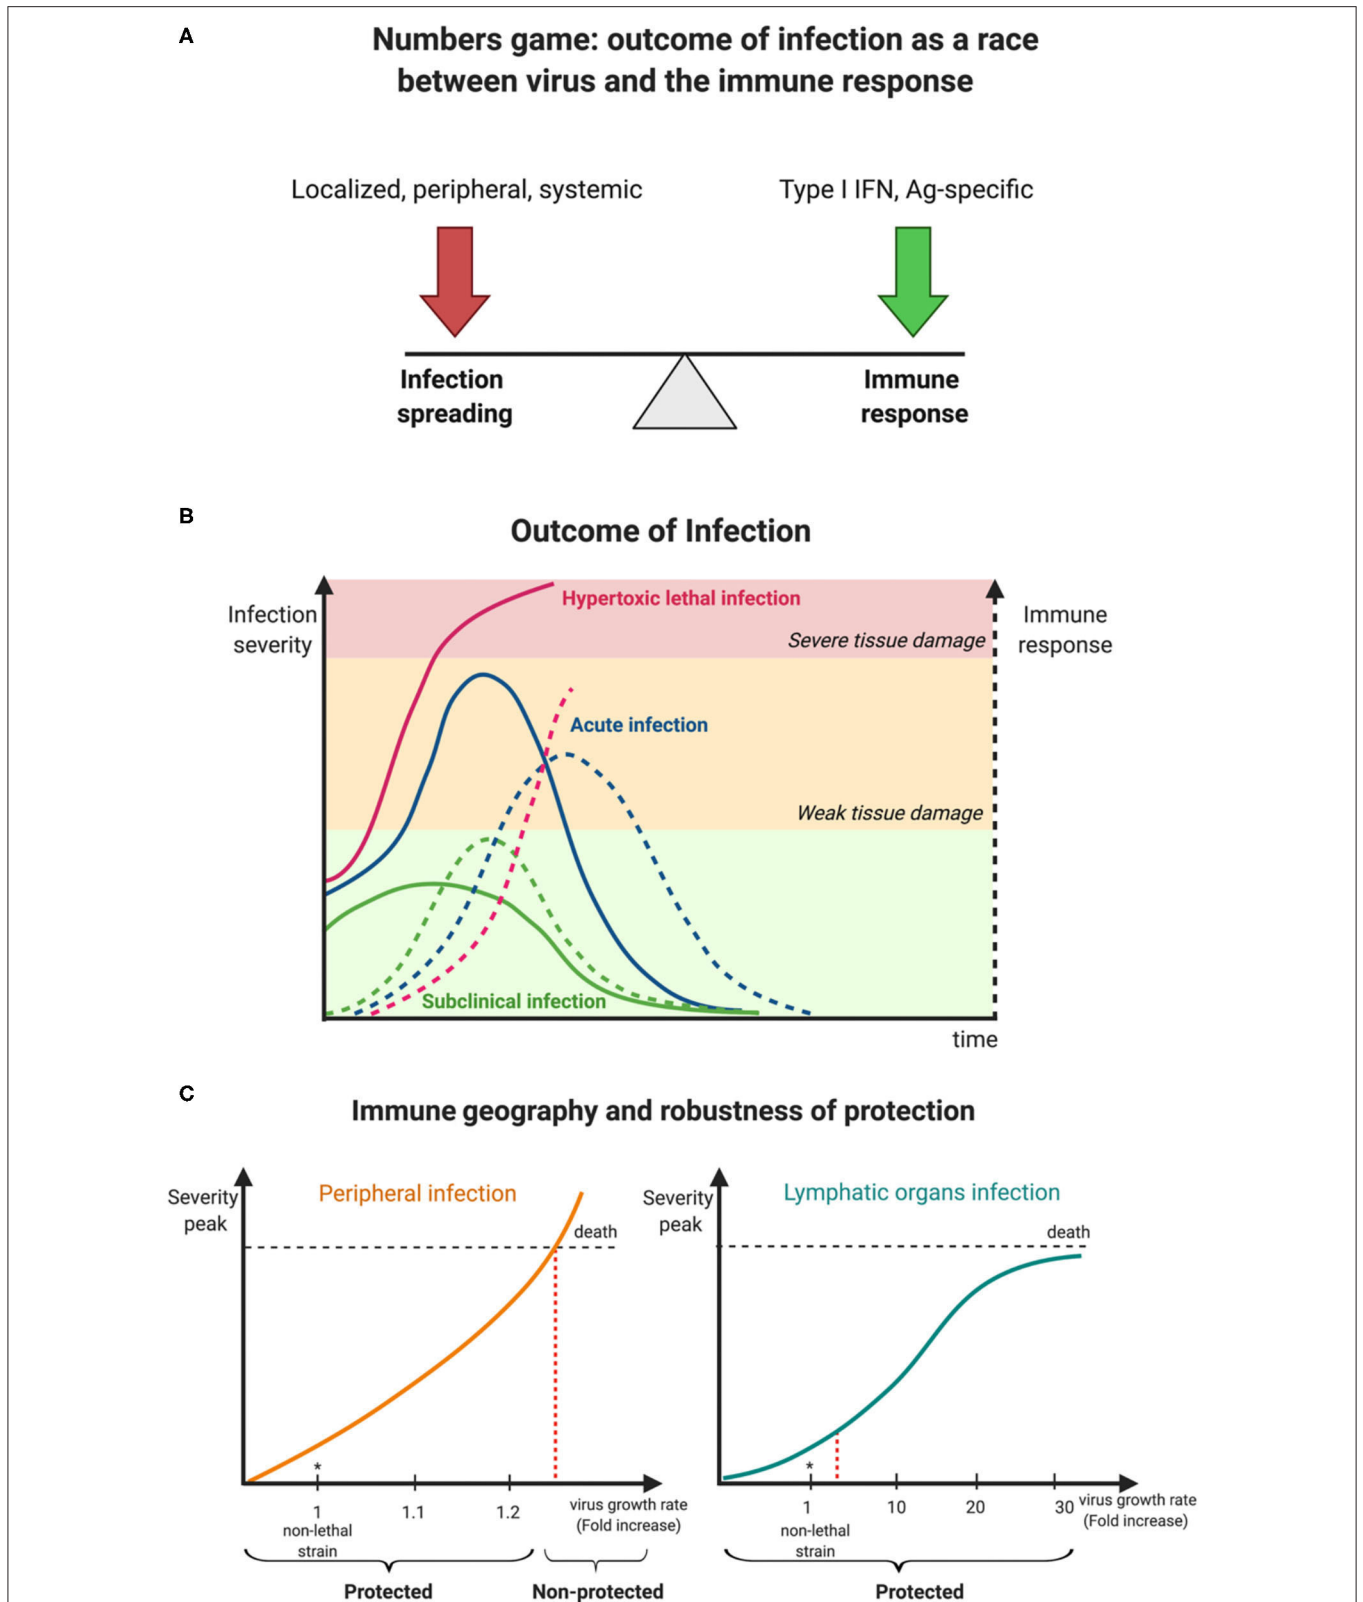 A
Numbers game: outcome of infection as a race
between virus and the immune response
Localized, peripheral, systemic
Type I IFN, Ag-specific
Infection
spreading
Immune
response
B
Outcome of Infection
Infection
severity
Hypertoxic lethal infection
Severe tissue damage
Immune
response
Acute infection
Weak tissue damage
Subclinical infection
time
C
Immune geography and robustness of protection
Severity
peak
Peripheral infection
death
*
1
1.1
1.2
non-lethal
strain
virus growth rate
(Fold increase)
Protected
Non-protected
Severity
peak
Lymphatic organs infection
death
*
1
10
20
30
non-lethal
strain
virus growth rate
(Fold increase)
Protected